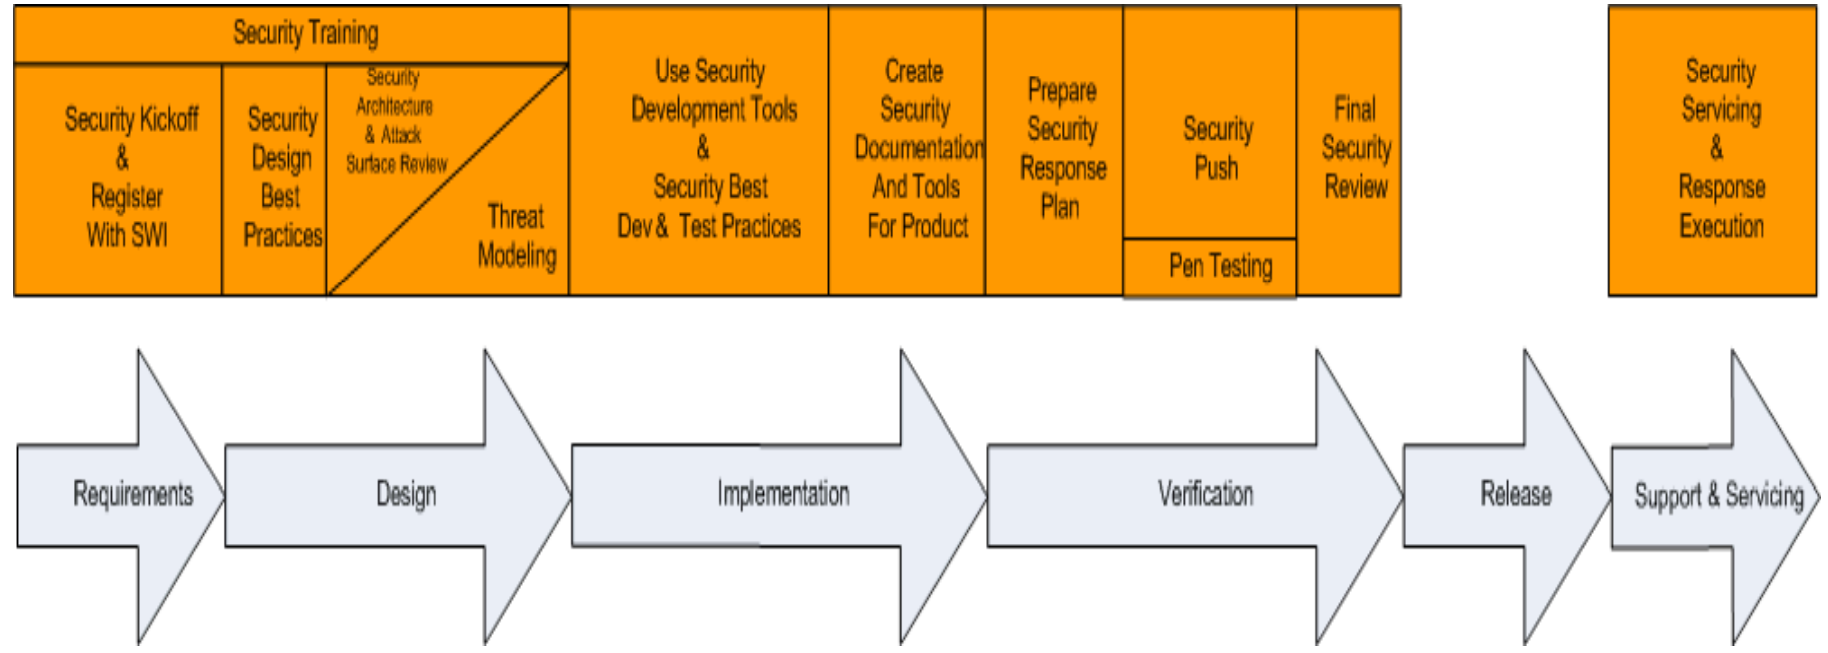 Security Training
Security Kickoff
&
Register
With SWI
Security
Design
Best
Practices
Security
Architecture
& Attack
Surface Review
Threat
Modeling
Use Security
Development Tools
&
Security Best
Dev & Test Practices
Create
Security
Documentation
And Tools
For Product
Prepare
Security
Response
Plan
Security
Push
Pen Testing
Final
Security
Review
Security
Servicing
&
Response
Execution
Requirements
Design
Implementation
Verification
Release
Support & Servicing